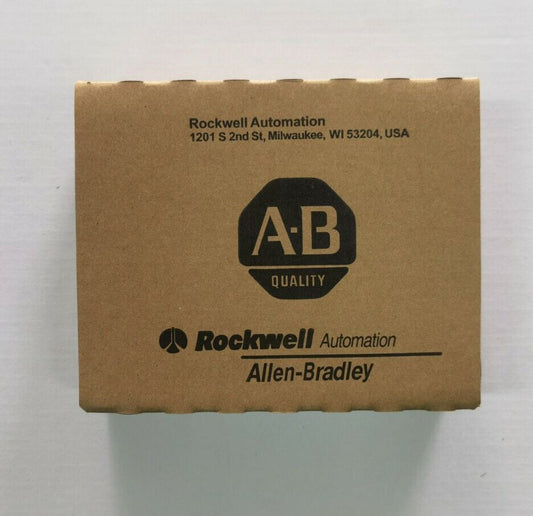 Rockwell Automation
1201 S 2nd St, Milwaukee, WI 53204, USA
A·B
QUALITY
Rockwell Automation
Allen-Bradley